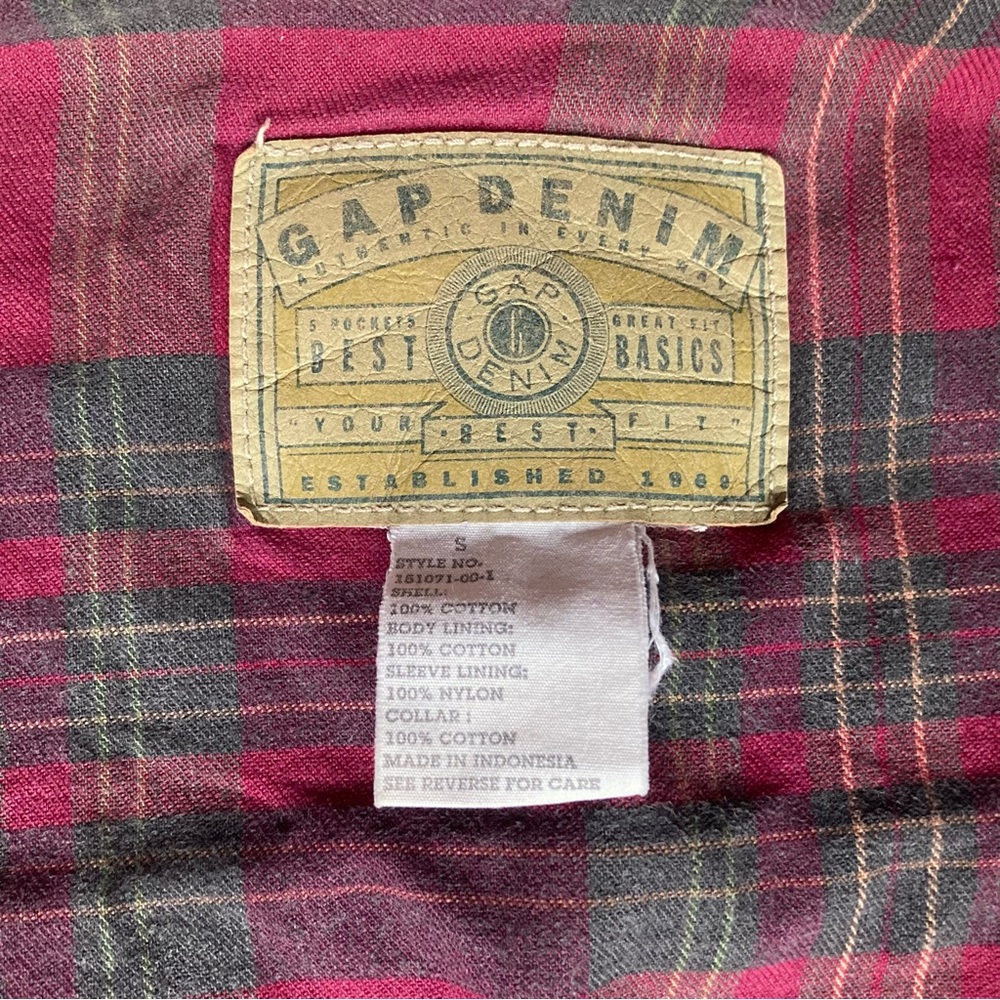 GAP DENIM
AUTHENTIC IN EVERY WAY
GAP
G
DENIM
5 POCKETS
BEST
GREAT FIT
BASICS
"YOUR BEST FIT"
ESTABLISHED 1969
S
STYLE NO.
151071-00-1
SHELL:
100% COTTON
BODY LINING:
100% COTTON
SLEEVE LINING:
100% NYLON
COLLAR:
100% COTTON
MADE IN INDONESIA
SEE REVERSE FOR CARE